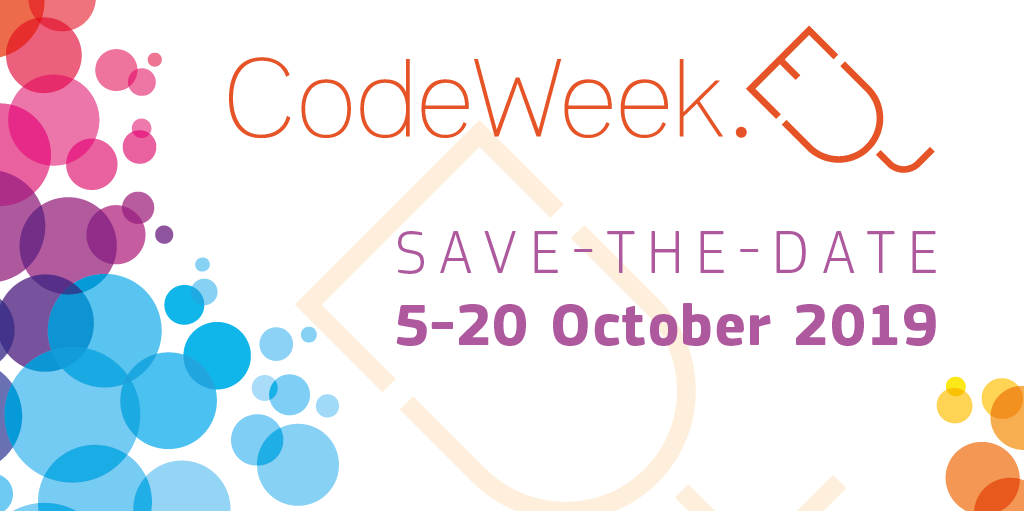 CodeWeek.EU
SAVE-THE-DATE
5-20 October 2019